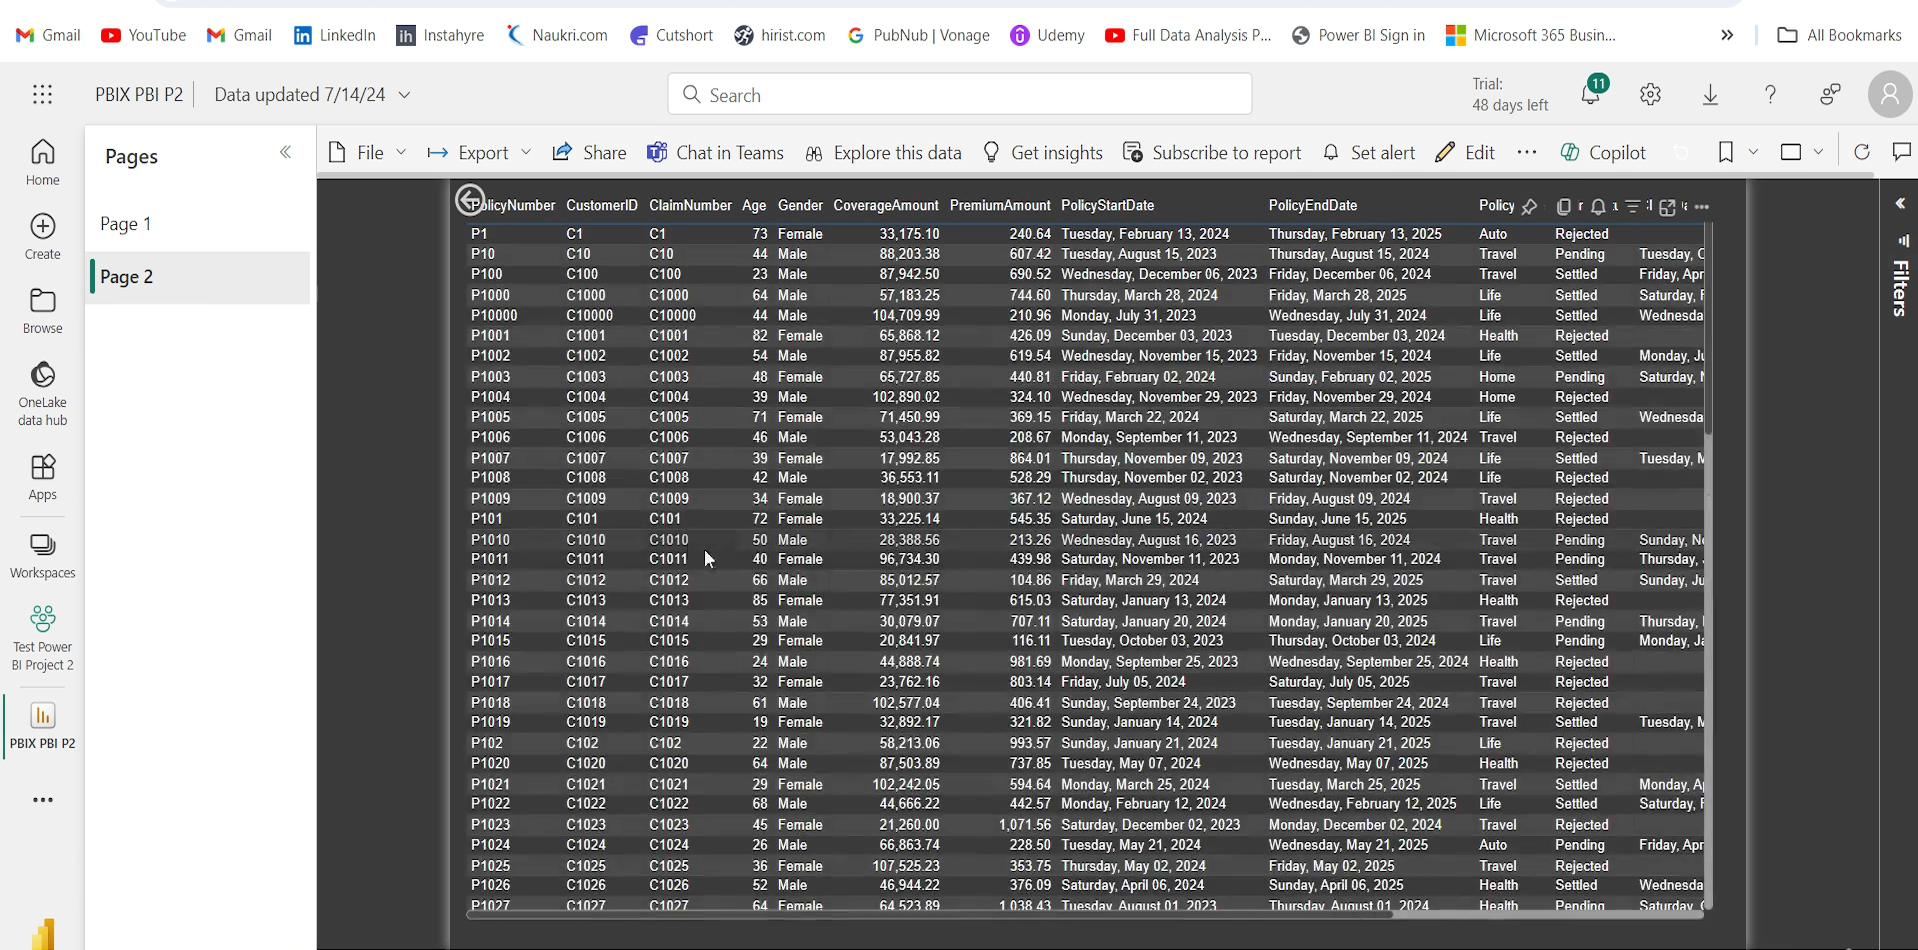 Gmail YouTube Gmail LinkedIn Instahyre Naukri.com Cutshort hirist.com PubNub | Vonage Udemy Full Data Analysis P... Power BI Sign in Microsoft 365 Busin... » All Bookmarks
PBIX PBI P2 Data updated 7/14/24 Search Trial: 48 days left 11
Home
Create
Browse
OneLake data hub
Apps
Workspaces
Test Power BI Project 2
PBIX PBI P2
Pages
Page 1
Page 2
File Export Share Chat in Teams Explore this data Get insights Subscribe to report Set alert Edit Copilot
Filters
PolicyNumber CustomerID ClaimNumber Age Gender CoverageAmount PremiumAmount PolicyStartDate PolicyEndDate Policy
P1 C1 C1 73 Female 33,175.10 240.64 Tuesday, February 13, 2024 Thursday, February 13, 2025 Auto Rejected
P10 C10 C10 44 Male 88,203.38 607.42 Tuesday, August 15, 2023 Thursday, August 15, 2024 Travel Pending Tuesday,
P100 C100 C100 23 Male 87,942.50 690.52 Wednesday, December 06, 2023 Friday, December 06, 2024 Travel Settled Friday, Apr
P1000 C1000 C1000 64 Male 57,183.25 744.60 Thursday, March 28, 2024 Friday, March 28, 2025 Life Settled Saturday,
P10000 C10000 C10000 44 Male 104,709.99 210.96 Monday, July 31, 2023 Wednesday, July 31, 2024 Life Settled Wednesda
P1001 C1001 C1001 82 Female 65,868.12 426.09 Sunday, December 03, 2023 Tuesday, December 03, 2024 Health Rejected
P1002 C1002 C1002 54 Male 87,955.82 619.54 Wednesday, November 15, 2023 Friday, November 15, 2024 Life Settled Monday, Ju
P1003 C1003 C1003 48 Female 65,727.85 440.81 Friday, February 02, 2024 Sunday, February 02, 2025 Home Pending Saturday,
P1004 C1004 C1004 39 Male 102,890.02 324.10 Wednesday, November 29, 2023 Friday, November 29, 2024 Home Rejected
P1005 C1005 C1005 71 Female 71,450.99 369.15 Friday, March 22, 2024 Saturday, March 22, 2025 Life Settled Wednesda
P1006 C1006 C1006 46 Male 53,043.28 208.67 Monday, September 11, 2023 Wednesday, September 11, 2024 Travel Rejected
P1007 C1007 C1007 39 Female 17,992.85 864.01 Thursday, November 09, 2023 Saturday, November 09, 2024 Life Settled Tuesday,
P1008 C1008 C1008 42 Male 36,553.11 528.29 Thursday, November 02, 2023 Saturday, November 02, 2024 Life Rejected
P1009 C1009 C1009 34 Female 18,900.37 367.12 Wednesday, August 09, 2023 Friday, August 09, 2024 Travel Rejected
P101 C101 C101 72 Female 33,225.14 545.35 Saturday, June 15, 2024 Sunday, June 15, 2025 Health Rejected
P1010 C1010 C1010 50 Male 28,388.56 213.26 Wednesday, August 16, 2023 Friday, August 16, 2024 Travel Pending Sunday,
P1011 C1011 C1011 40 Female 96,734.30 439.98 Saturday, November 11, 2023 Monday, November 11, 2024 Travel Pending Thursday,
P1012 C1012 C1012 66 Male 85,012.57 104.86 Friday, March 29, 2024 Saturday, March 29, 2025 Travel Settled Sunday, Ju
P1013 C1013 C1013 85 Female 77,351.91 615.03 Saturday, January 13, 2024 Monday, January 13, 2025 Health Rejected
P1014 C1014 C1014 53 Male 30,079.07 707.11 Saturday, January 20, 2024 Monday, January 20, 2025 Travel Pending Thursday,
P1015 C1015 C1015 29 Female 20,841.97 116.11 Tuesday, October 03, 2023 Thursday, October 03, 2024 Life Pending Monday, Ja
P1016 C1016 C1016 24 Male 44,888.74 981.69 Monday, September 25, 2023 Wednesday, September 25, 2024 Health Rejected
P1017 C1017 C1017 32 Female 23,762.16 803.14 Friday, July 05, 2024 Saturday, July 05, 2025 Travel Rejected
P1018 C1018 C1018 61 Male 102,577.04 406.41 Sunday, September 24, 2023 Tuesday, September 24, 2024 Travel Rejected
P1019 C1019 C1019 19 Female 32,892.17 321.82 Sunday, January 14, 2024 Tuesday, January 14, 2025 Travel Settled Tuesday,
P102 C102 C102 22 Male 58,213.06 993.57 Sunday, January 21, 2024 Tuesday, January 21, 2025 Life Rejected
P1020 C1020 C1020 64 Male 87,503.89 737.85 Tuesday, May 07, 2024 Wednesday, May 07, 2025 Health Rejected
P1021 C1021 C1021 29 Female 102,242.05 594.64 Monday, March 25, 2024 Tuesday, March 25, 2025 Travel Settled Monday,
P1022 C1022 C1022 68 Male 44,666.22 442.57 Monday, February 12, 2024 Wednesday, February 12, 2025 Life Settled Saturday,
P1023 C1023 C1023 45 Female 21,260.00 1,071.56 Saturday, December 02, 2023 Monday, December 02, 2024 Travel Rejected
P1024 C1024 C1024 26 Male 66,863.74 228.50 Tuesday, May 21, 2024 Wednesday, May 21, 2025 Auto Pending Friday, Apr
P1025 C1025 C1025 36 Female 107,525.23 353.75 Thursday, May 02, 2024 Friday, May 02, 2025 Travel Rejected
P1026 C1026 C1026 52 Male 46,944.22 376.09 Saturday, April 06, 2024 Sunday, April 06, 2025 Health Settled Wednesda
P1027 C1027 C1027 64 Female 64,523.89 1,038.43 Tuesday, August 01, 2023 Thursday, August 01, 2024 Health Pending Saturday,